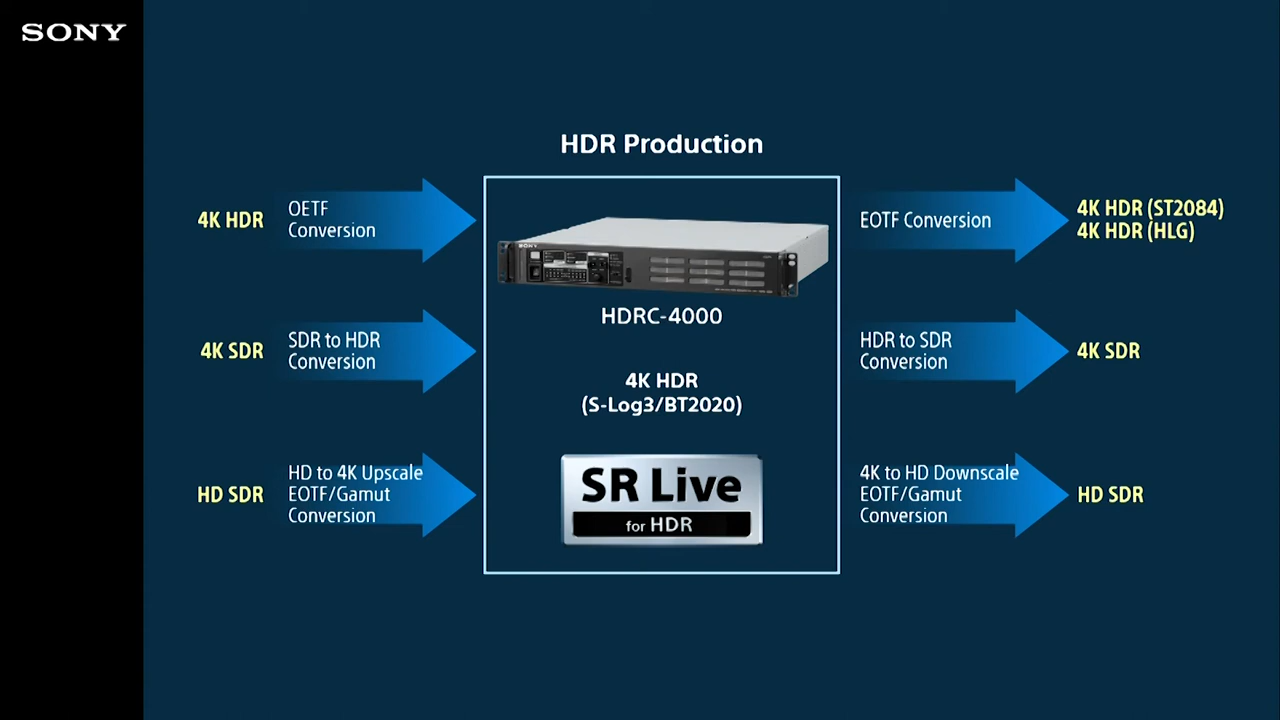 SONY
HDR Production
4K HDR
OETF
Conversion
SONY
HDRC-4000
EOTF Conversion
4K HDR (ST2084)
4K HDR (HLG)
4K SDR
SDR to HDR
Conversion
4K HDR
(S-Log3/BT2020)
HDR to SDR
Conversion
4K SDR
HD SDR
HD to 4K Upscale
EOTF/Gamut
Conversion
SR Live
for HDR
4K to HD Downscale
EOTF/Gamut
Conversion
HD SDR